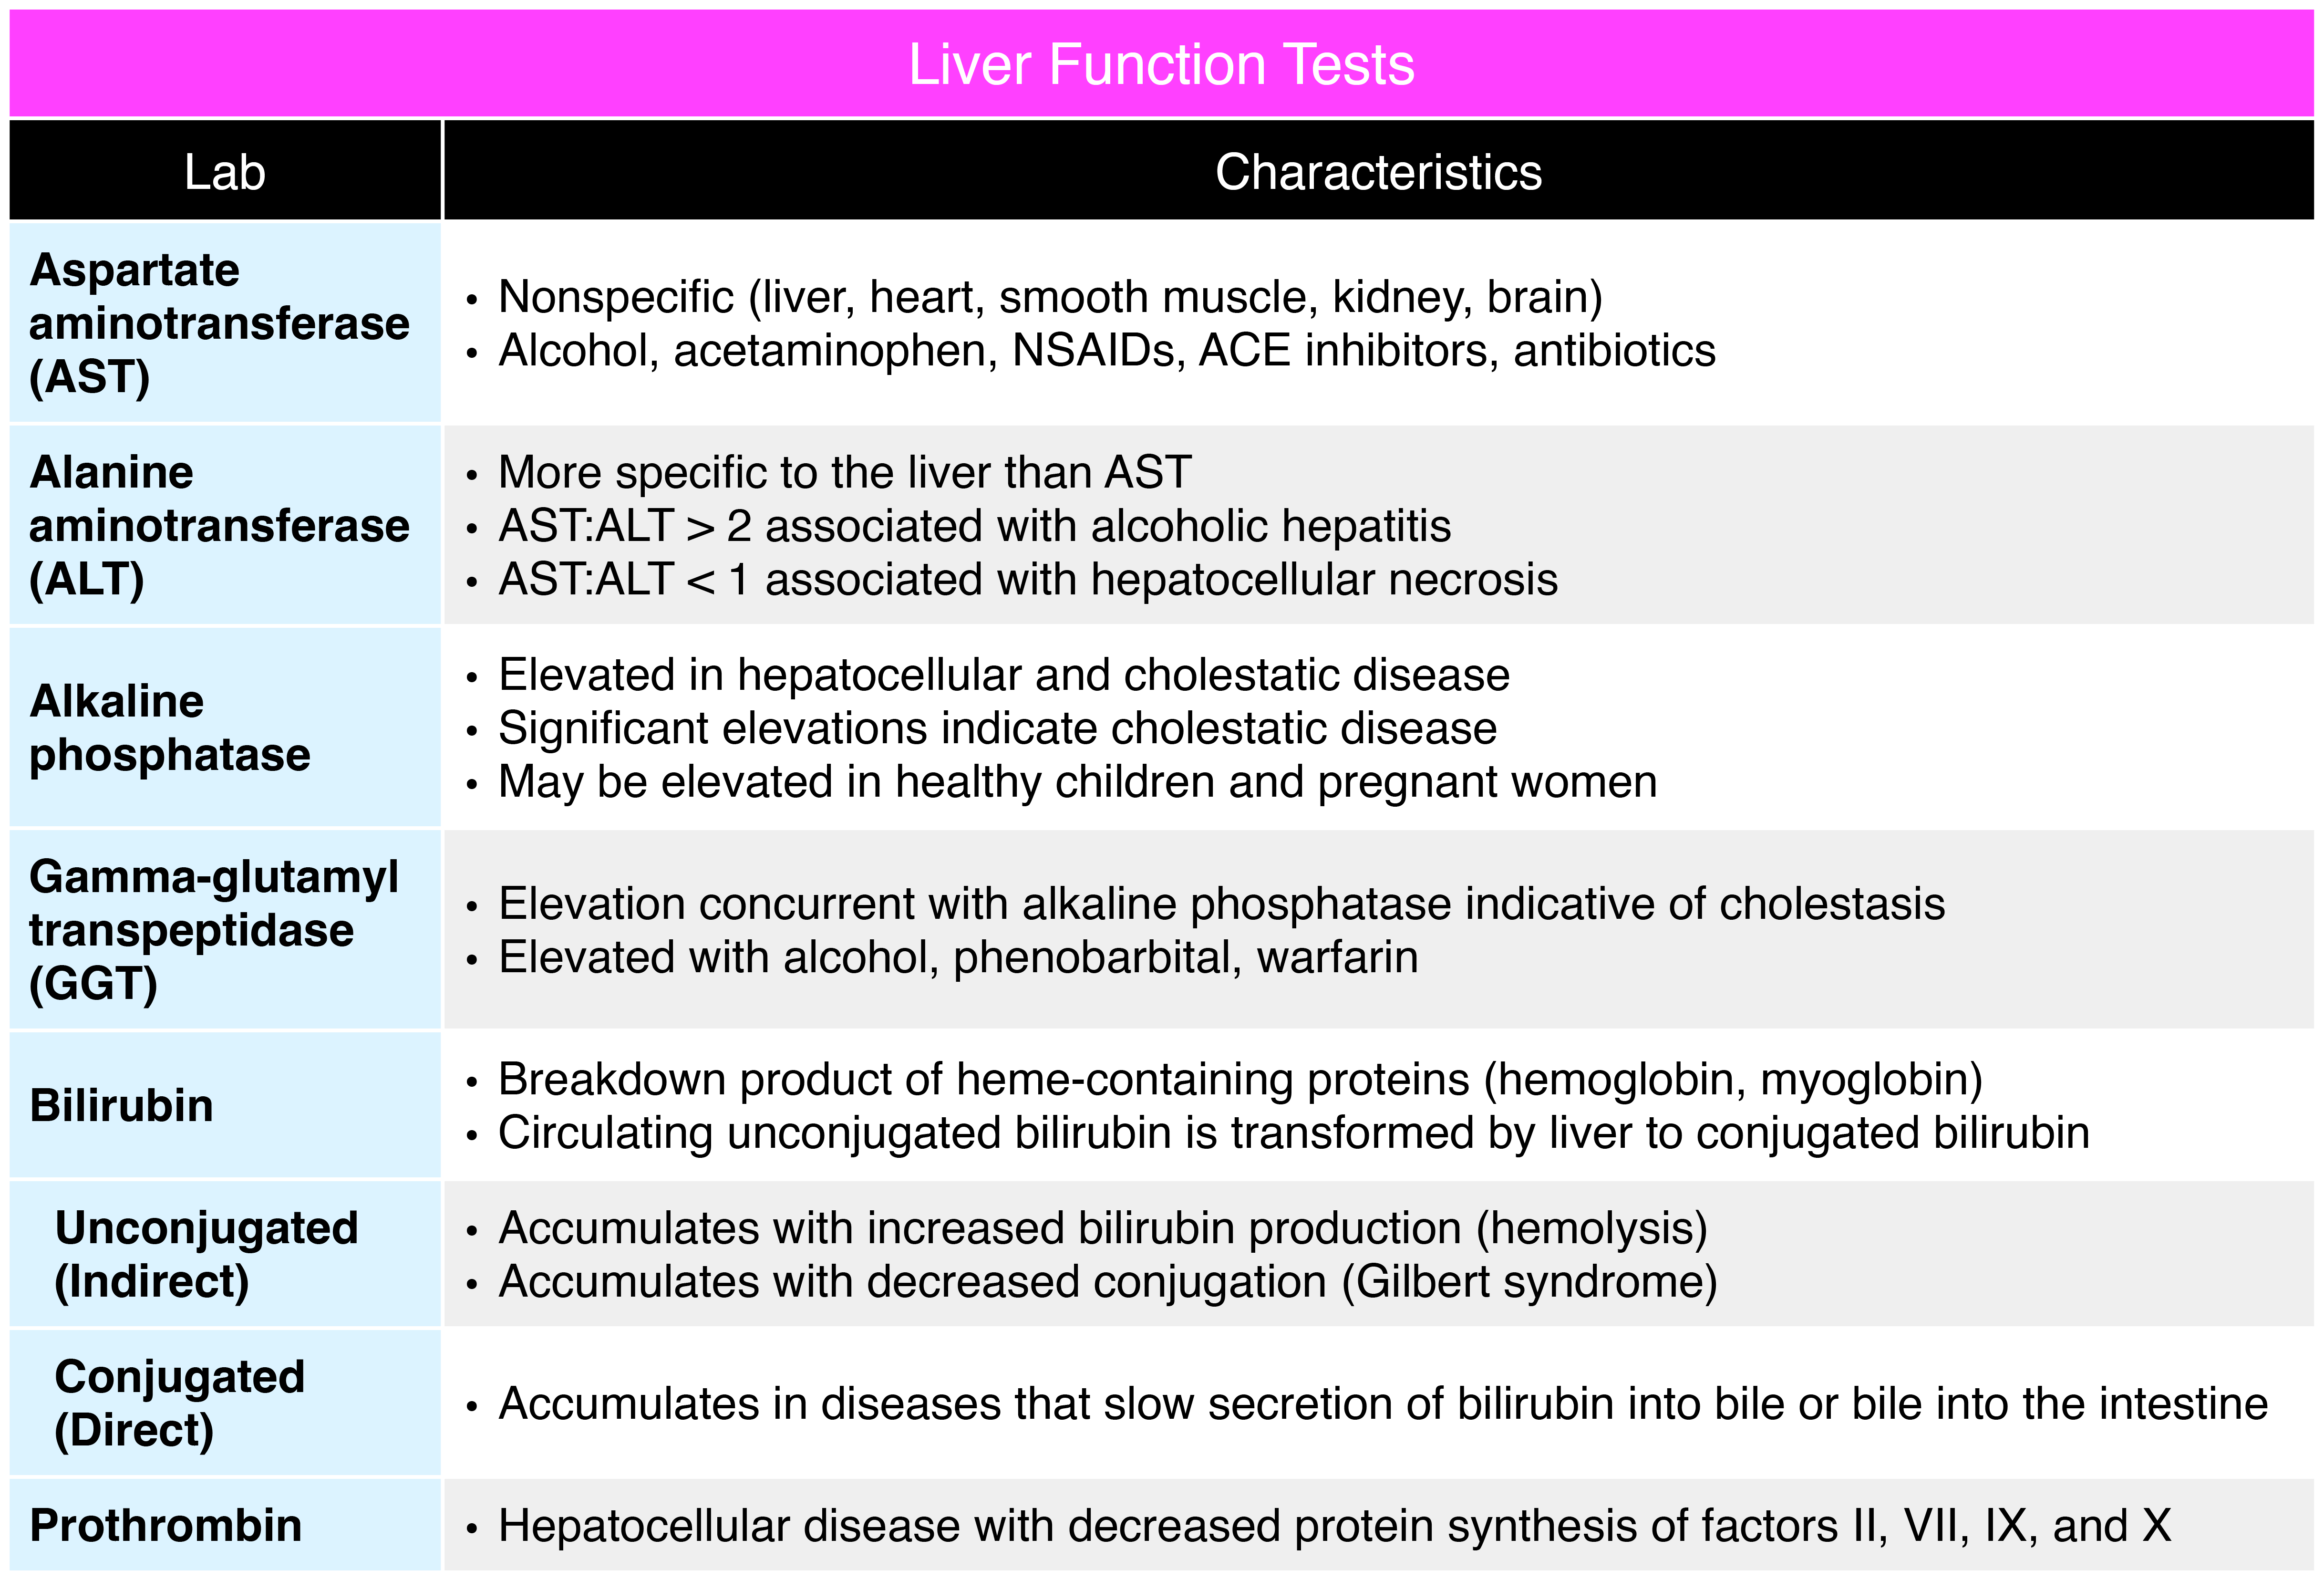 Liver Function Tests
Lab
Characteristics
Aspartate
aminotransferase
(AST)
• Nonspecific (liver, heart, smooth muscle, kidney, brain)
• Alcohol, acetaminophen, NSAIDs, ACE inhibitors, antibiotics
Alanine
aminotransferase
(ALT)
• More specific to the liver than AST
• AST:ALT > 2 associated with alcoholic hepatitis
• AST:ALT < 1 associated with hepatocellular necrosis
Alkaline
phosphatase
• Elevated in hepatocellular and cholestatic disease
• Significant elevations indicate cholestatic disease
• May be elevated in healthy children and pregnant women
Gamma-glutamyl
transpeptidase
(GGT)
• Elevation concurrent with alkaline phosphatase indicative of cholestasis
• Elevated with alcohol, phenobarbital, warfarin
Bilirubin
• Breakdown product of heme-containing proteins (hemoglobin, myoglobin)
• Circulating unconjugated bilirubin is transformed by liver to conjugated bilirubin
Unconjugated
(Indirect)
• Accumulates with increased bilirubin production (hemolysis)
• Accumulates with decreased conjugation (Gilbert syndrome)
Conjugated
(Direct)
• Accumulates in diseases that slow secretion of bilirubin into bile or bile into the intestine
Prothrombin
• Hepatocellular disease with decreased protein synthesis of factors II, VII, IX, and X